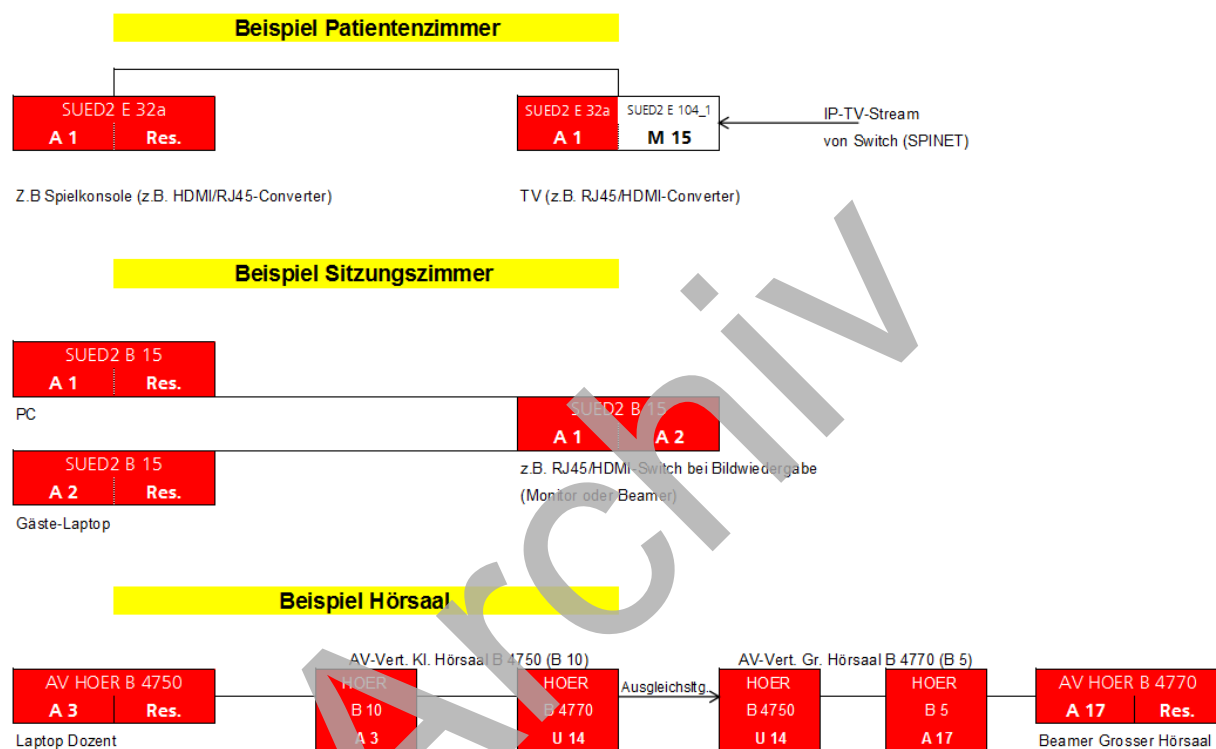 Beispiel Patientenzimmer
SUED2 E 32a
A 1 Res.
SUED2 E 32a SUED2 E 104_1
A 1 M 15
IP-TV-Stream
von Switch (SPINET)
Z.B Spielkonsole (z.B. HDMI/RJ45-Converter)
TV (z.B. RJ45/HDMI-Converter)
Beispiel Sitzungszimmer
SUED2 B 15
A 1 Res.
PC
SUED2 B 15
A 1 A 2
SUED2 B 15
A 2 Res.
z.B. RJ45/HDMI-Switch bei Bildwiedergabe
(Monitor oder Beamer)
Gäste-Laptop
Beispiel Hörsaal
AV-Vert. Kl. Hörsaal B 4750 (B 10)
AV-Vert. Gr. Hörsaal B 4770 (B 5)
AV HOER B 4750
A 3 Res.
Laptop Dozent
HOER
B 10
A 3
HOER
B 4770
U 14
Ausgleichsltg.
HOER
B 4750
U 14
HOER
B 5
A 17
AV HOER B 4770
A 17 Res.
Beamer Grosser Hörsaal
Archiv